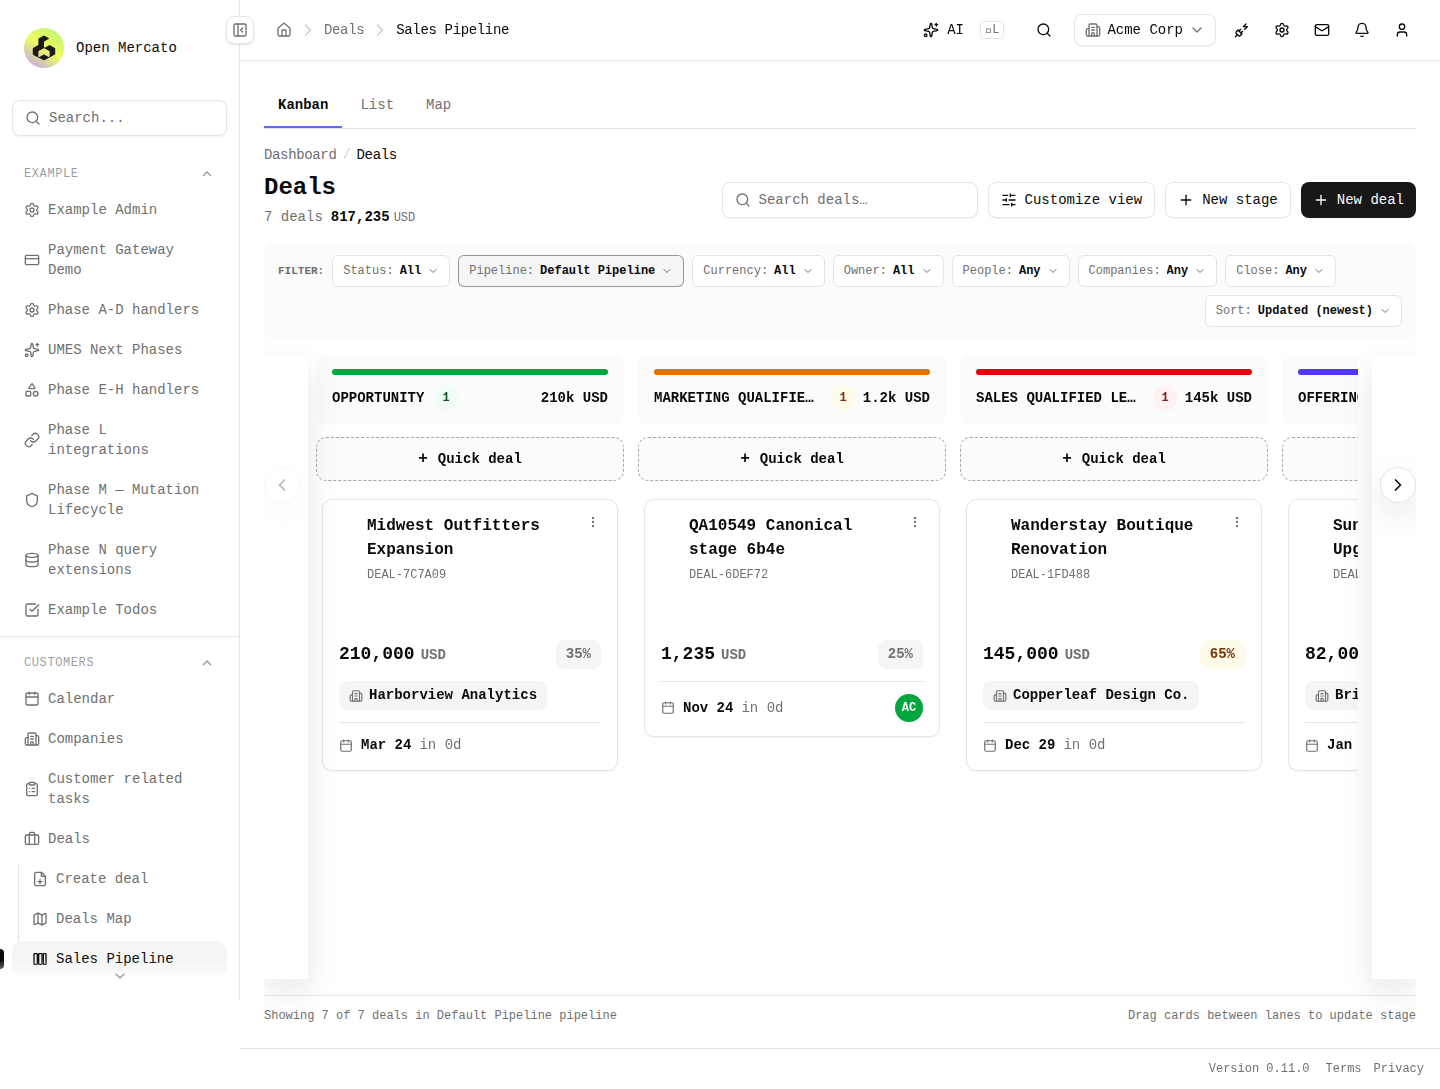 Open Mercato
Search...
EXAMPLE
Example Admin
Payment Gateway
Demo
Phase A-D handlers
UMES Next Phases
Phase E-H handlers
Phase L
integrations
Phase M — Mutation
Lifecycle
Phase N query
extensions
Example Todos
CUSTOMERS
Calendar
Companies
Customer related
tasks
Deals
Create deal
Deals Map
Sales Pipeline
Deals
Sales Pipeline
AI
L
Acme Corp
Kanban
List
Map
Dashboard / Deals
Deals
7 deals 817,235 USD
Search deals…
Customize view
New stage
New deal
FILTER:
Status: All
Pipeline: Default Pipeline
Currency: All
Owner: All
People: Any
Companies: Any
Close: Any
Sort: Updated (newest)
OPPORTUNITY 1 210k USD
+ Quick deal
Midwest Outfitters
Expansion
DEAL-7C7A09
210,000 USD 35%
Harborview Analytics
Mar 24 in 0d
MARKETING QUALIFIE… 1 1.2k USD
+ Quick deal
QA10549 Canonical
stage 6b4e
DEAL-6DEF72
1,235 USD 25%
Nov 24 in 0d AC
SALES QUALIFIED LE… 1 145k USD
+ Quick deal
Wanderstay Boutique
Renovation
DEAL-1FD488
145,000 USD 65%
Copperleaf Design Co.
Dec 29 in 0d
OFFERING
Sun
Upg
DEAL
82,00
Bri
Jan
Showing 7 of 7 deals in Default Pipeline pipeline
Drag cards between lanes to update stage
Version 0.11.0 Terms Privacy